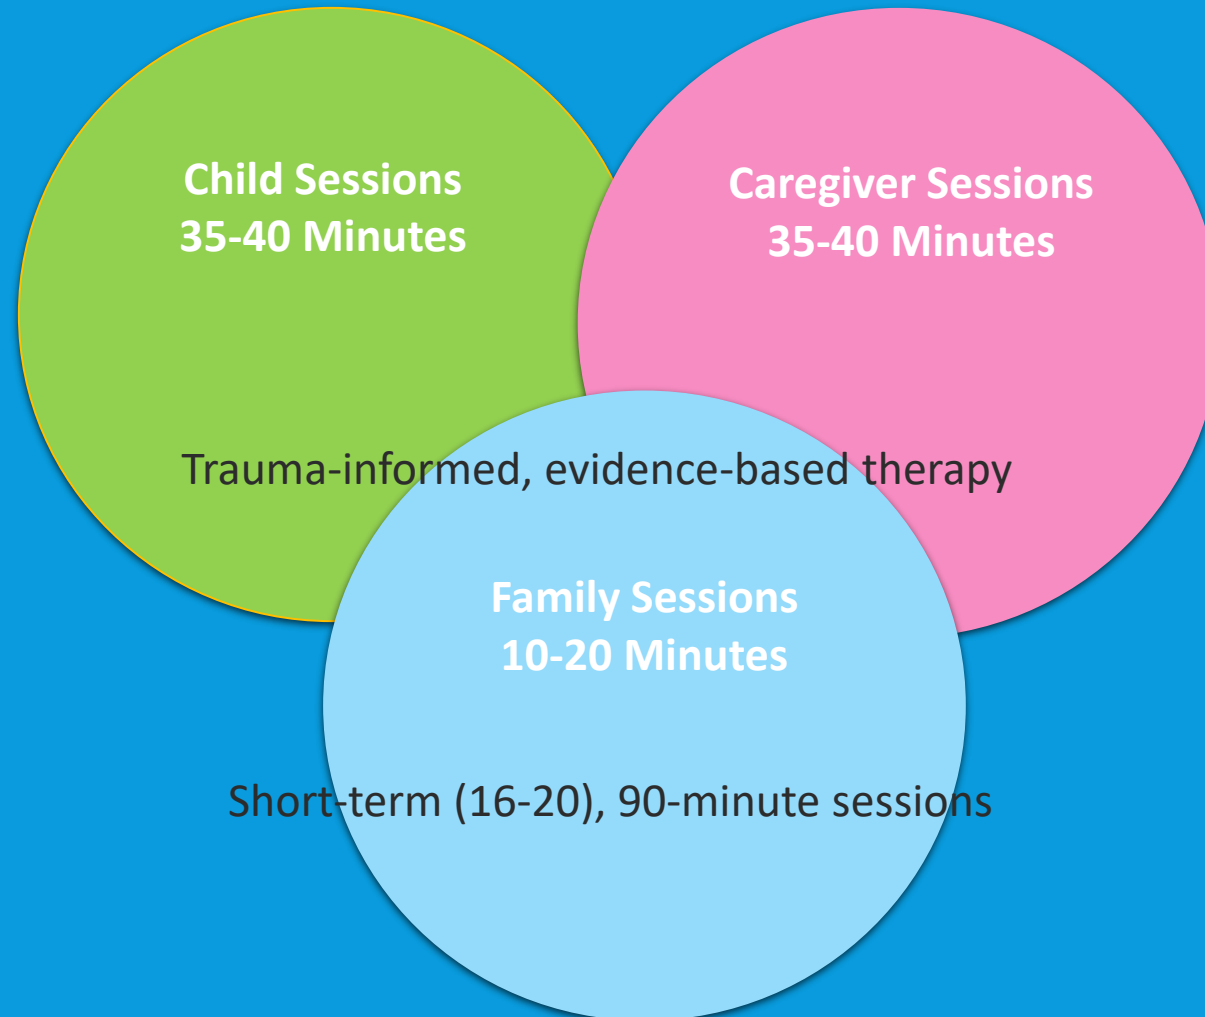 Child Sessions
35-40 Minutes
Caregiver Sessions
35-40 Minutes
Trauma-informed, evidence-based therapy
Family Sessions
10-20 Minutes
Short-term (16-20), 90-minute sessions